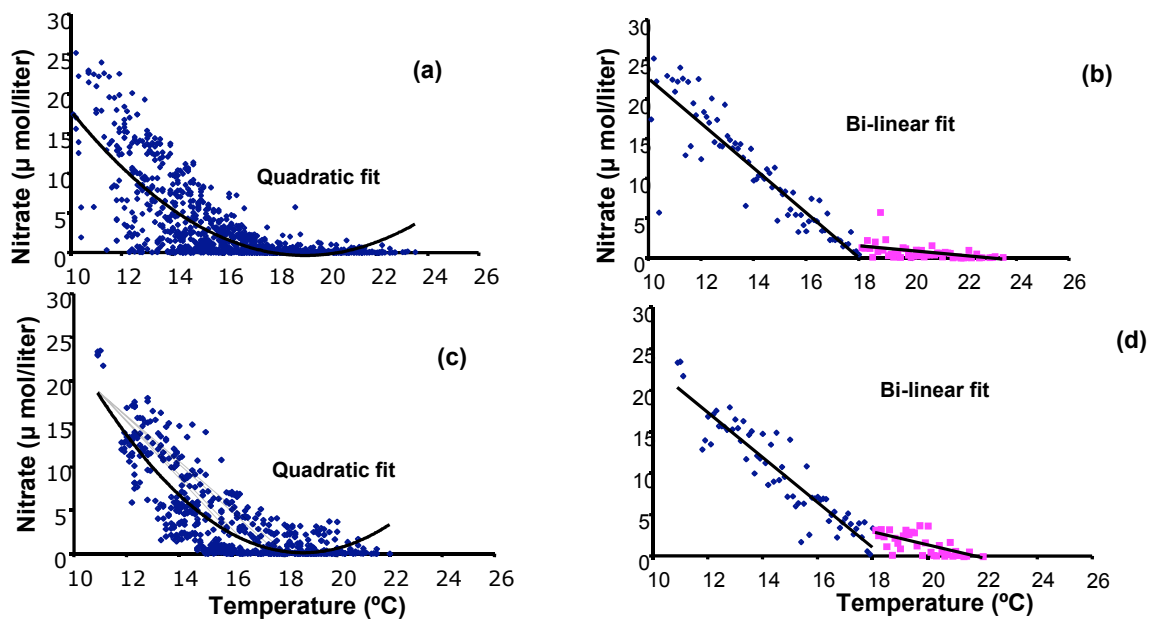 Nitrate (µ mol/liter)
30
25
20
15
10
5
0
10 12 14 16 18 20 22 24 26
(a)
Quadratic fit
Nitrate (µ mol/liter)
30
25
20
15
10
5
0
10 12 14 16 18 20 22 24 26
(b)
Bi-linear fit
Nitrate (µ mol/liter)
30
25
20
15
10
5
0
10 12 14 16 18 20 22 24 26
Temperature (ºC)
(c)
Quadratic fit
Nitrate (µ mol/liter)
30
25
20
15
10
5
0
10 12 14 16 18 20 22 24 26
Temperature (ºC)
(d)
Bi-linear fit